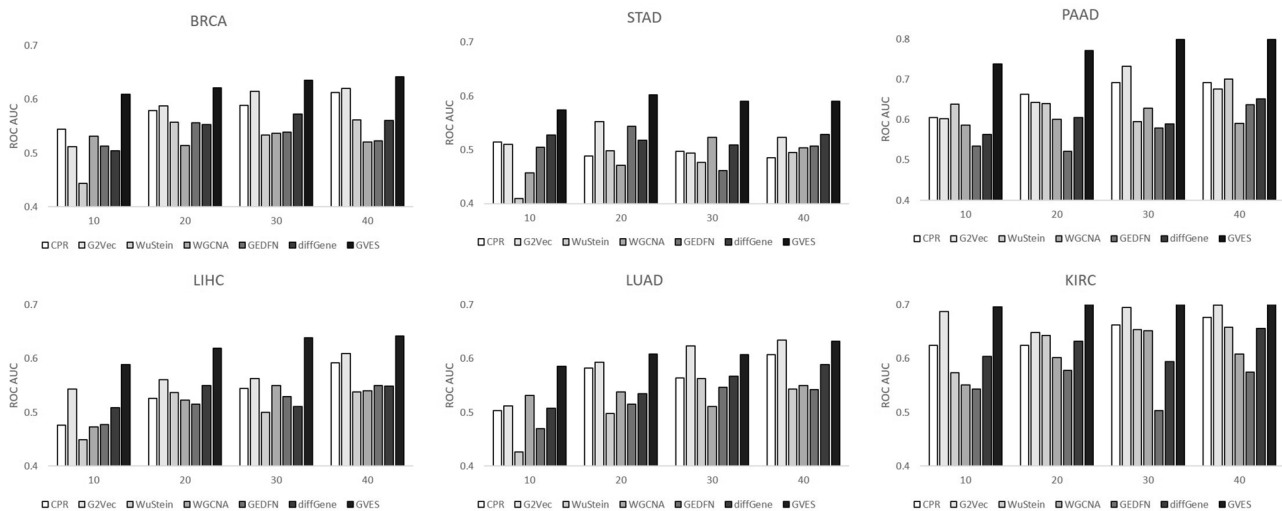 BRCA
0.7
0.6
0.5
0.4
ROC AUC
10 20 30 40
CPR G2Vec WuStein WGCNA GEDFN diffGene GVES
STAD
0.7
0.6
0.5
0.4
ROC AUC
10 20 30 40
CPR G2Vec WuStein WGCNA GEDFN diffGene GVES
PAAD
0.8
0.7
0.6
0.5
0.4
ROC AUC
10 20 30 40
CPR G2Vec WuStein WGCNA GEDFN diffGene GVES
LIHC
0.7
0.6
0.5
0.4
ROC AUC
10 20 30 40
CPR G2Vec WuStein WGCNA GEDFN diffGene GVES
LUAD
0.7
0.6
0.5
0.4
ROC AUC
10 20 30 40
CPR G2Vec WuStein WGCNA GEDFN diffGene GVES
KIRC
0.7
0.6
0.5
0.4
ROC AUC
10 20 30 40
CPR G2Vec WuStein WGCNA GEDFN diffGene GVES